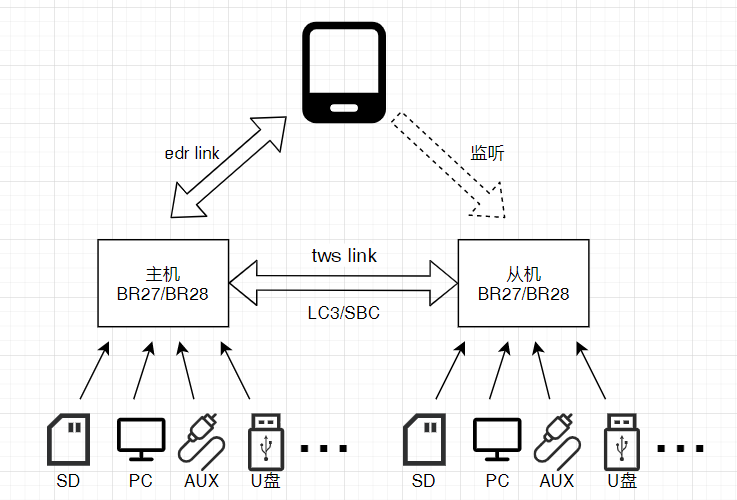 edr link
监听
tws link
主机
BR27/BR28
从机
BR27/BR28
LC3/SBC
SD
PC
AUX
U盘
SD
PC
AUX
U盘